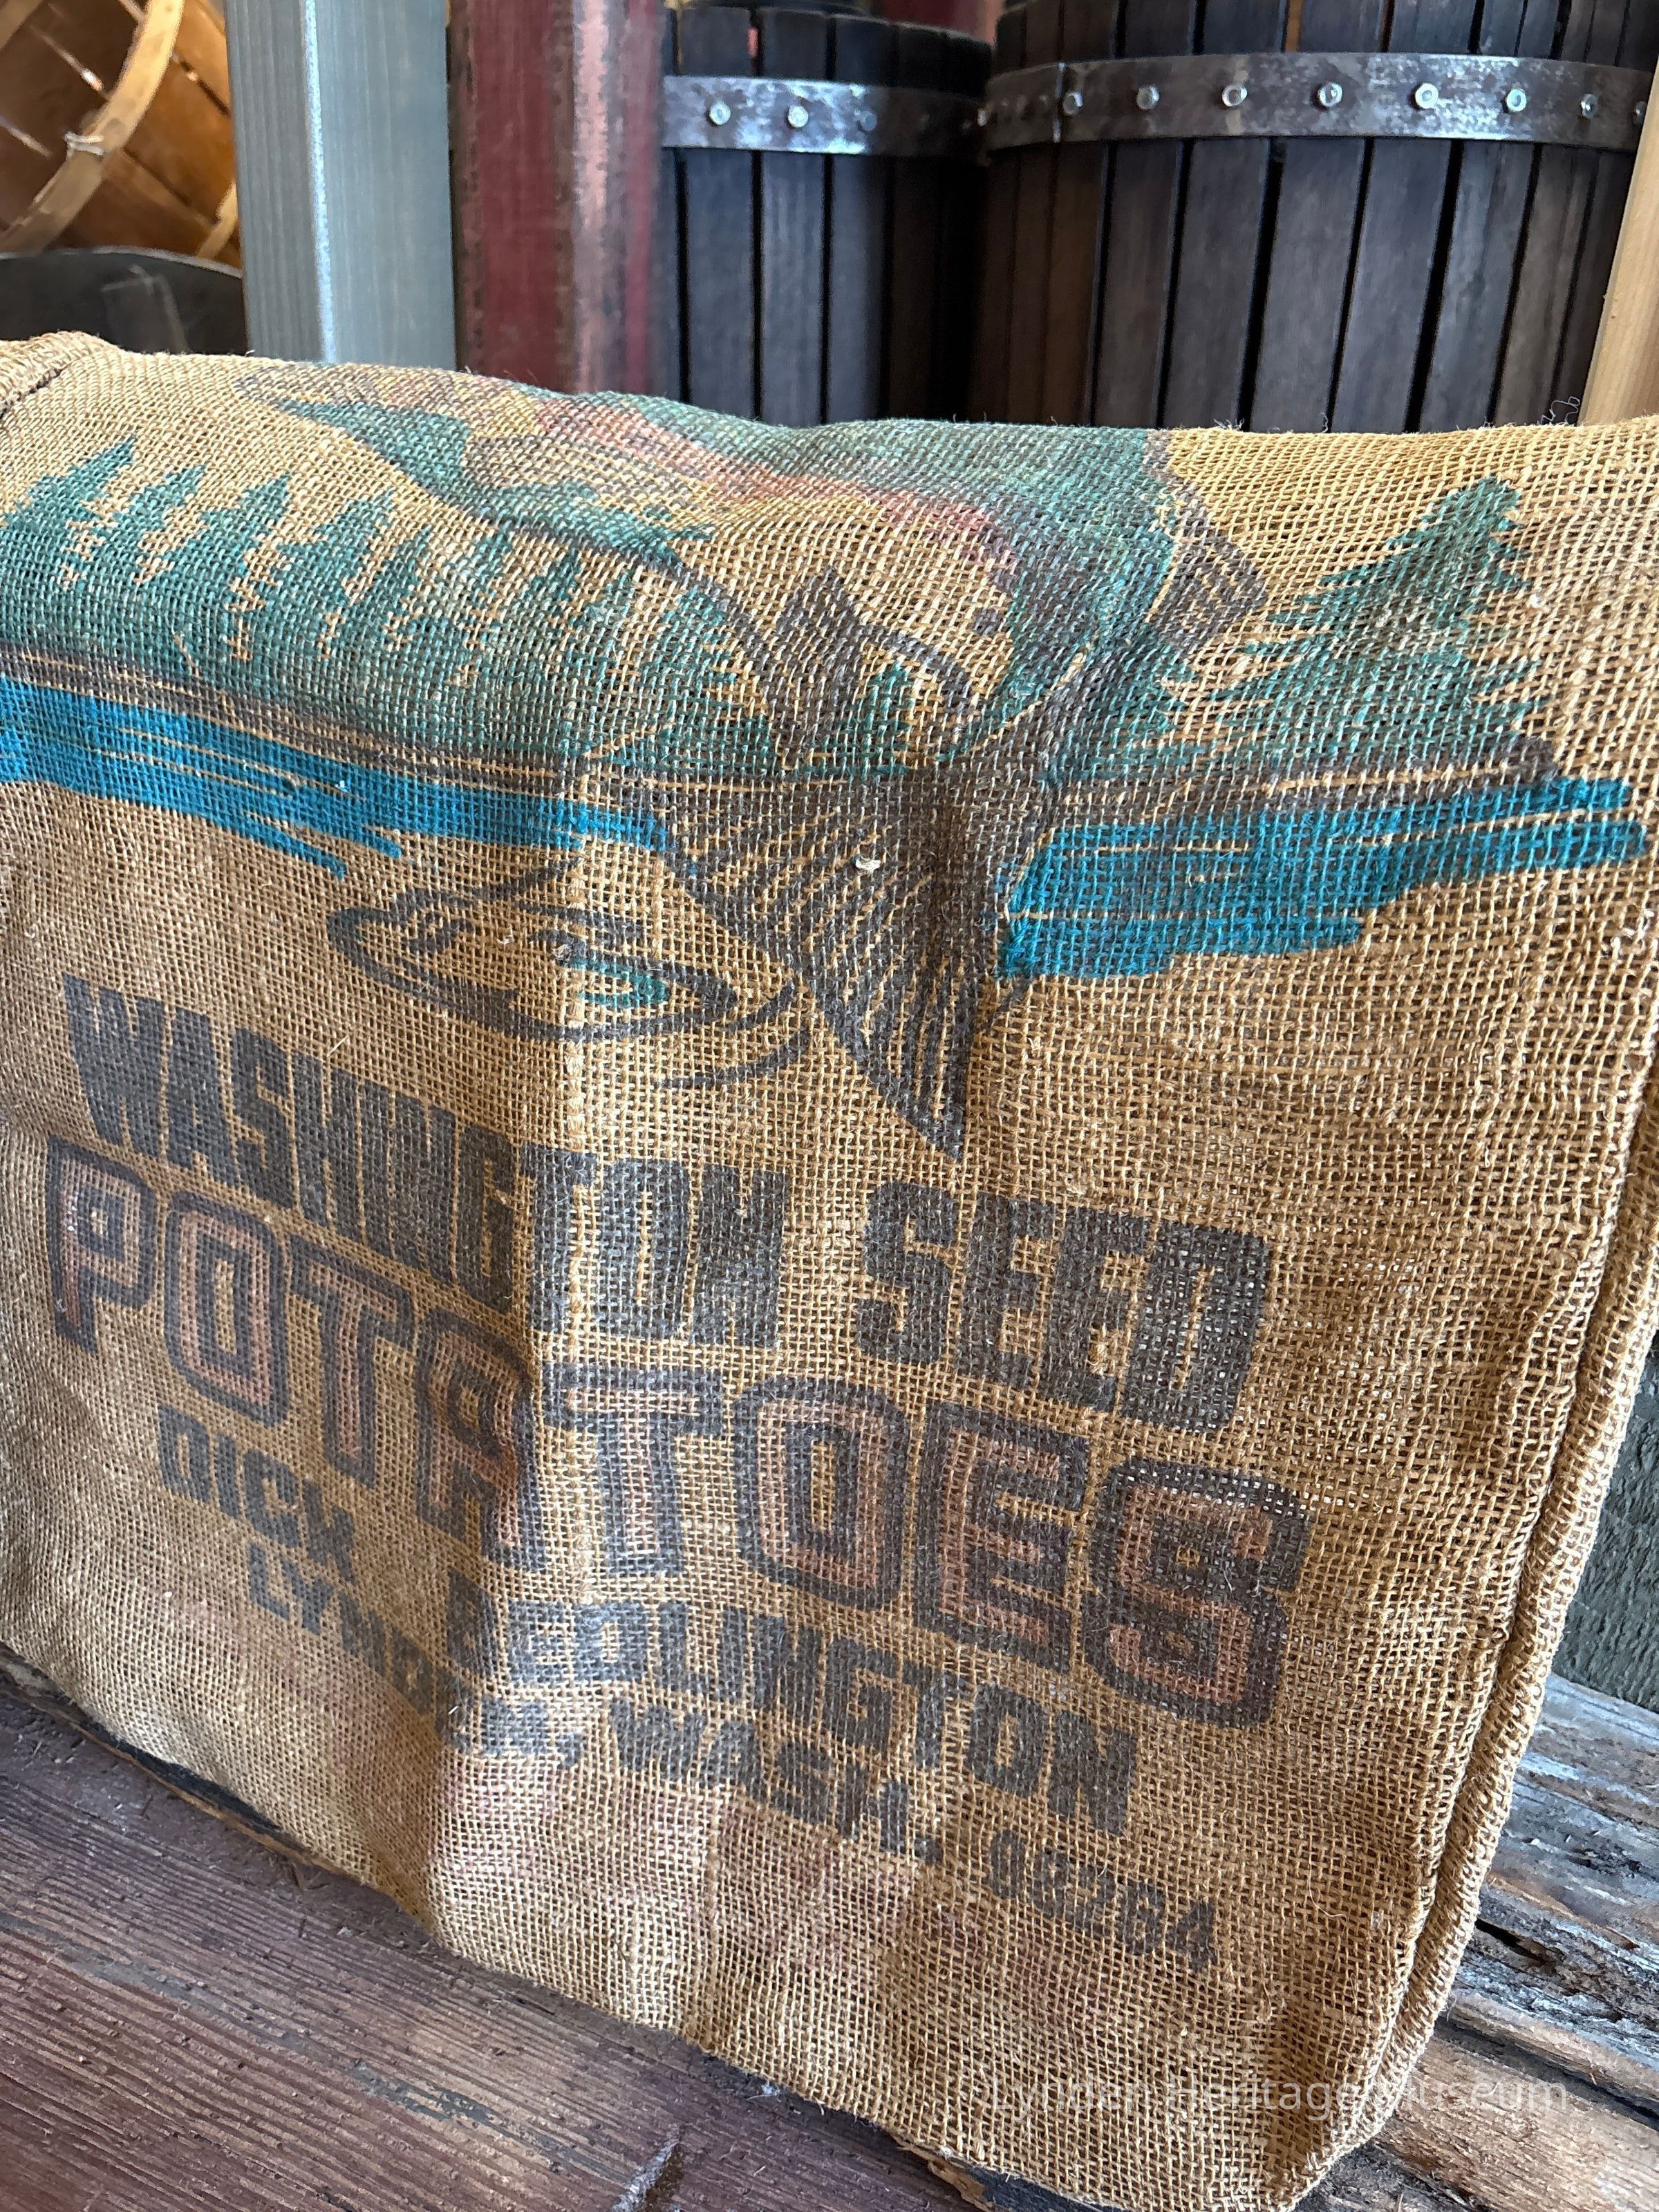 WASHINGTON SEED
POTATOES
DICK BEDLINGTON
LYNDEN, WASH. 98264
Lynden Heritage Museum